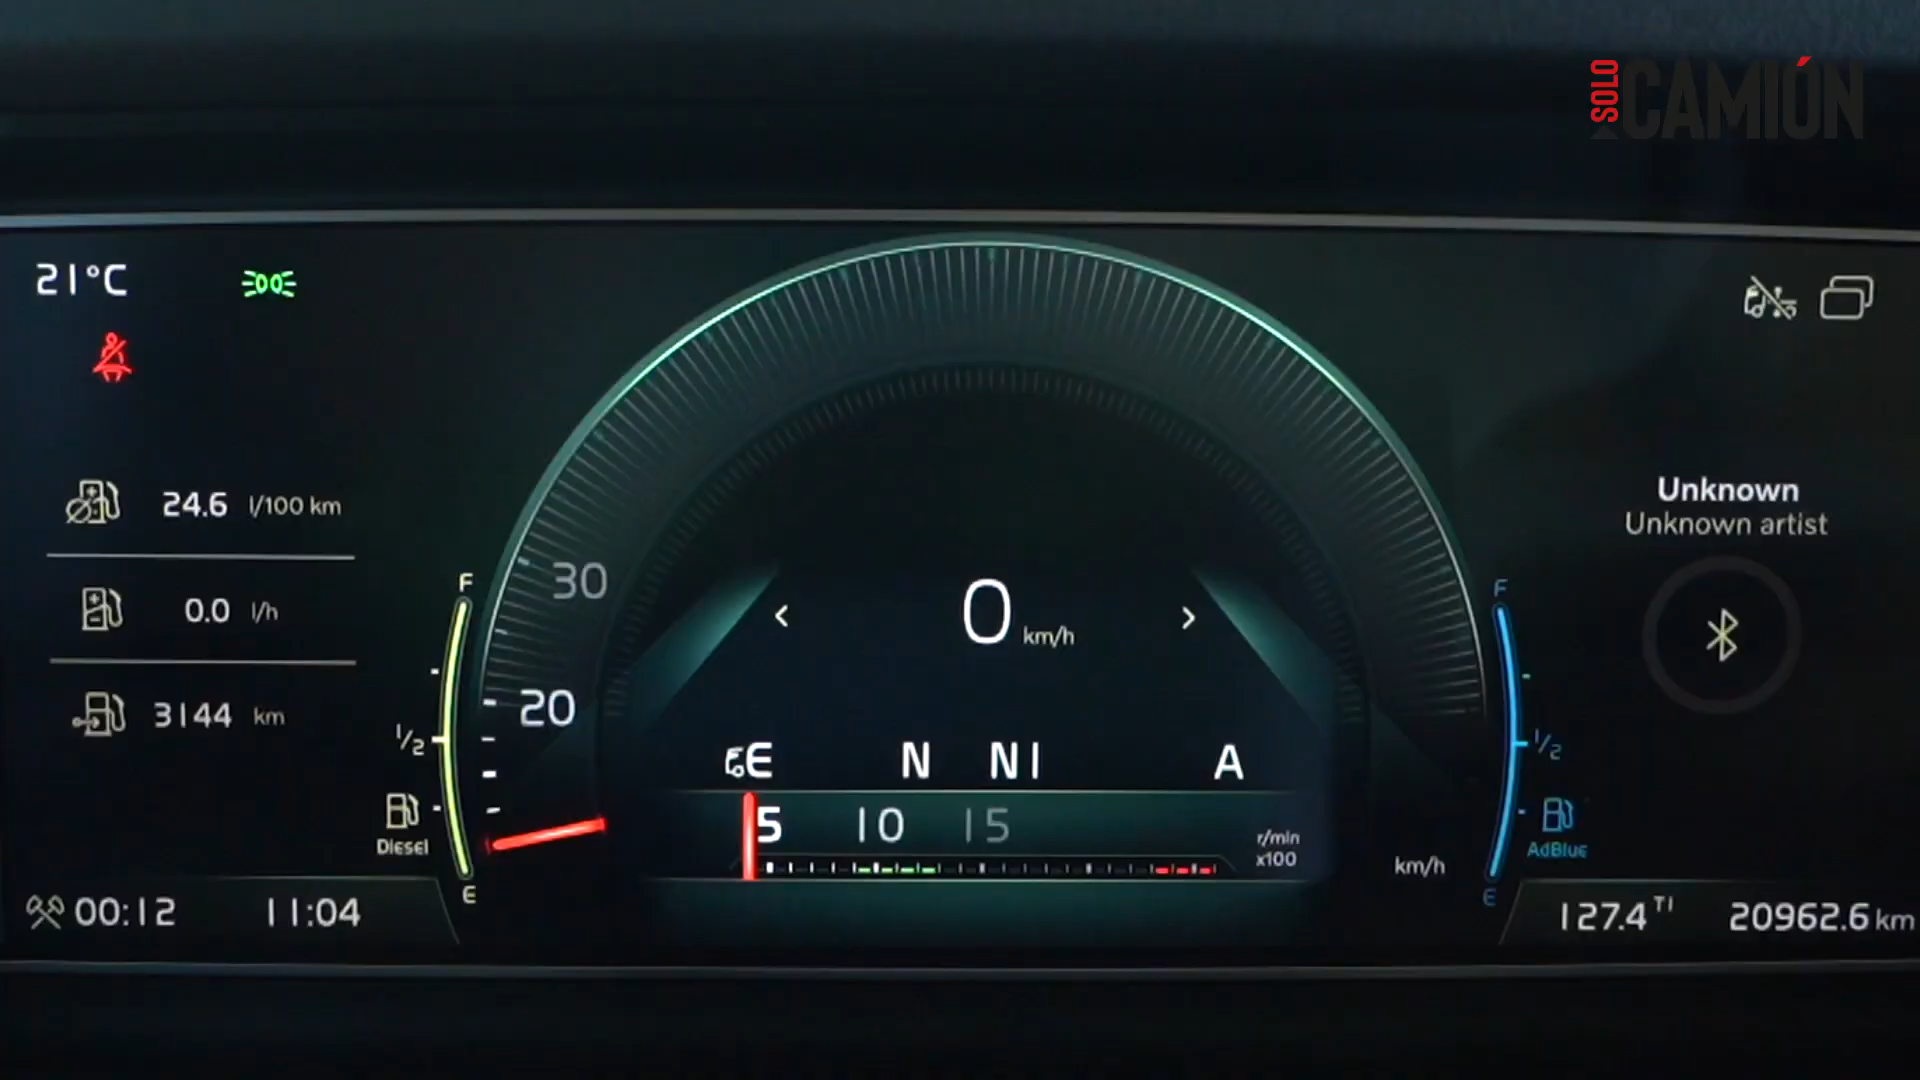 SOLO CAMIÓN
21°C
24.6 l/100 km
0.0 l/h
3144 km
F
1/2
Diesel
E
30
20
0 km/h
E N N1 A
5 10 15
r/min
x100
km/h
F
1/2
AdBlue
E
Unknown
Unknown artist
00:12 11:04
127.4 T1 20962.6 km